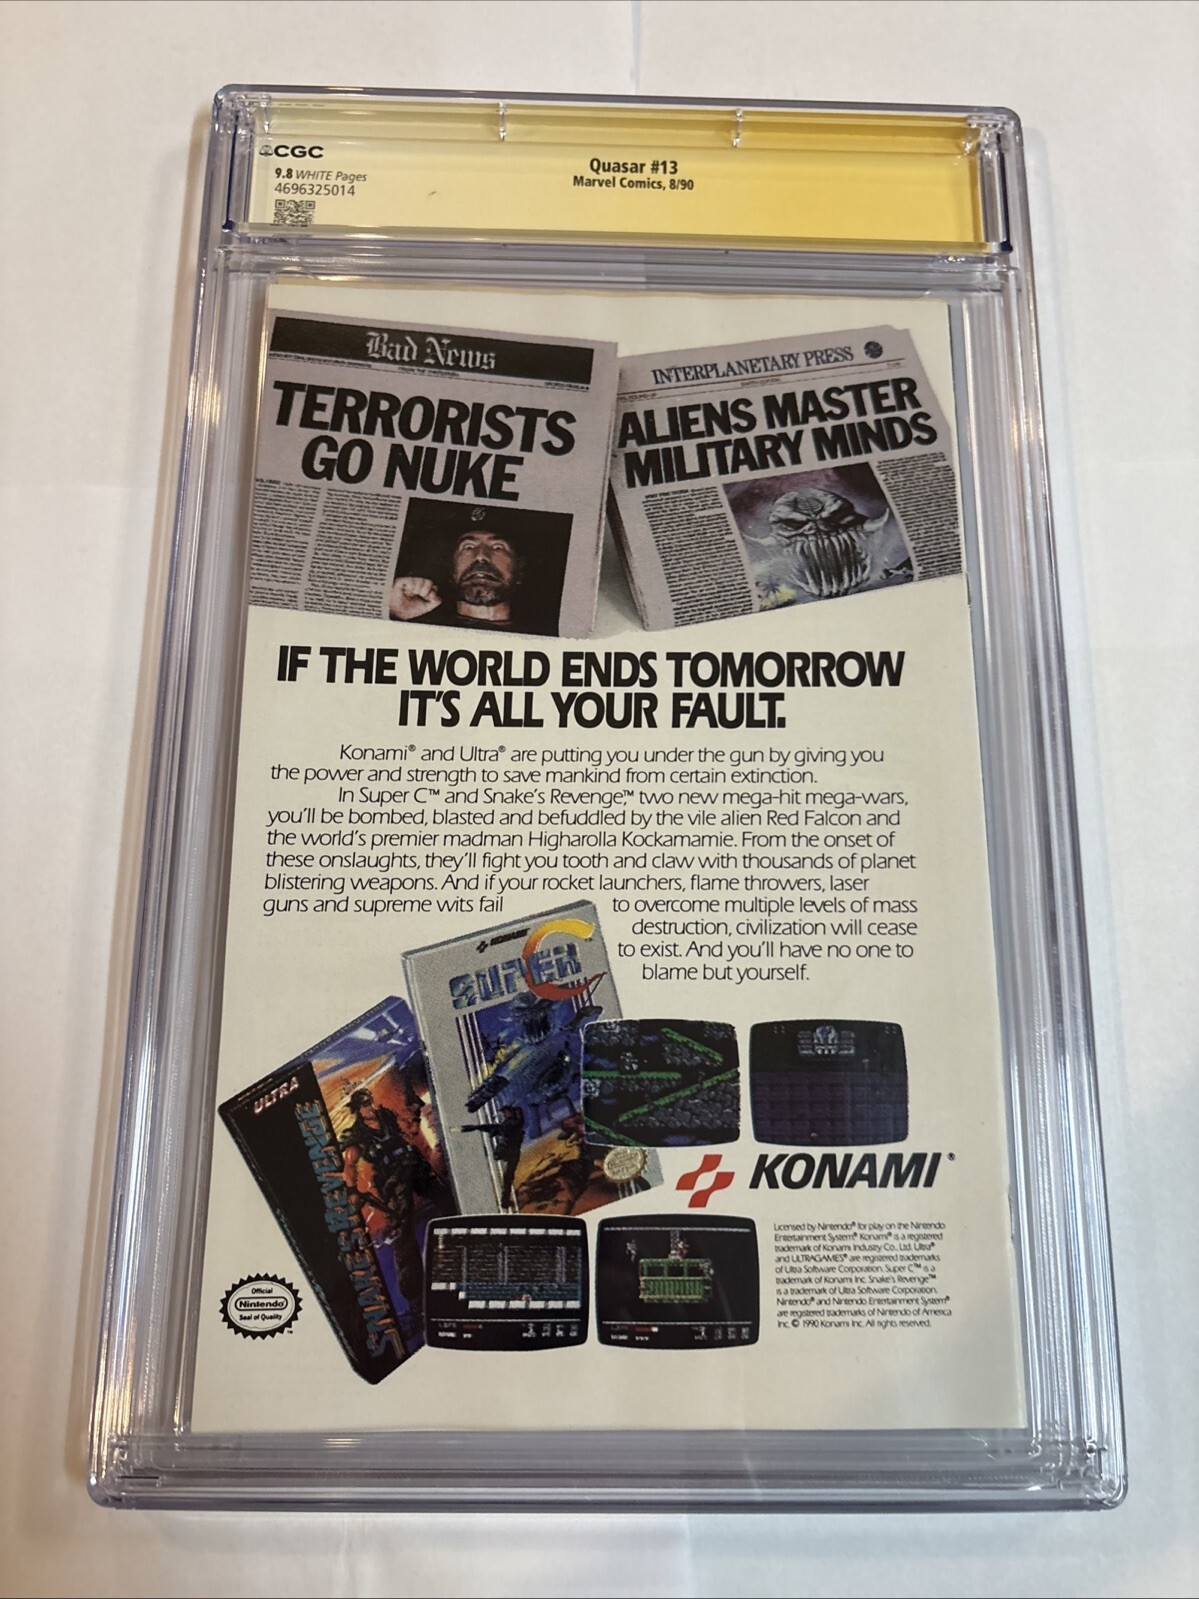 CGC
9.8 WHITE Pages
4696325014
Quasar #13
Marvel Comics, 8/90
Bad News
TERRORISTS
GO NUKE
INTERPLANETARY PRESS
ALIENS MASTER
MILITARY MINDS
IF THE WORLD ENDS TOMORROW
IT'S ALL YOUR FAULT.
Konami® and Ultra® are putting you under the gun by giving you
the power and strength to save mankind from certain extinction.
In Super C™ and Snake's Revenge,™ two new mega-hit mega-wars,
you'll be bombed, blasted and befuddled by the vile alien Red Falcon and
the world's premier madman Higharolla Kockamamie. From the onset of
these onslaughts, they'll fight you tooth and claw with thousands of planet
blistering weapons. And if your rocket launchers, flame throwers, laser
guns and supreme wits fail to overcome multiple levels of mass
destruction, civilization will cease
to exist. And you'll have no one to
blame but yourself.
KONAMI
SUPER C
ULTRA
SNAKE'S REVENGE
KONAMI®
Licensed by Nintendo® for play on the Nintendo
Entertainment System® Konami® is a registered
trademark of Konami Industry Co., Ltd. Ultra®
and ULTRAGAMES® are registered trademarks
of Ultra Software Corporation. Super C™ is a
trademark of Konami Inc. Snake's Revenge™
is a trademark of Ultra Software Corporation.
Nintendo® and Nintendo Entertainment System®
are registered trademarks of Nintendo of America
Inc. © 1990 Konami Inc. All rights reserved.
Official
Nintendo®
Seal of Quality
TM